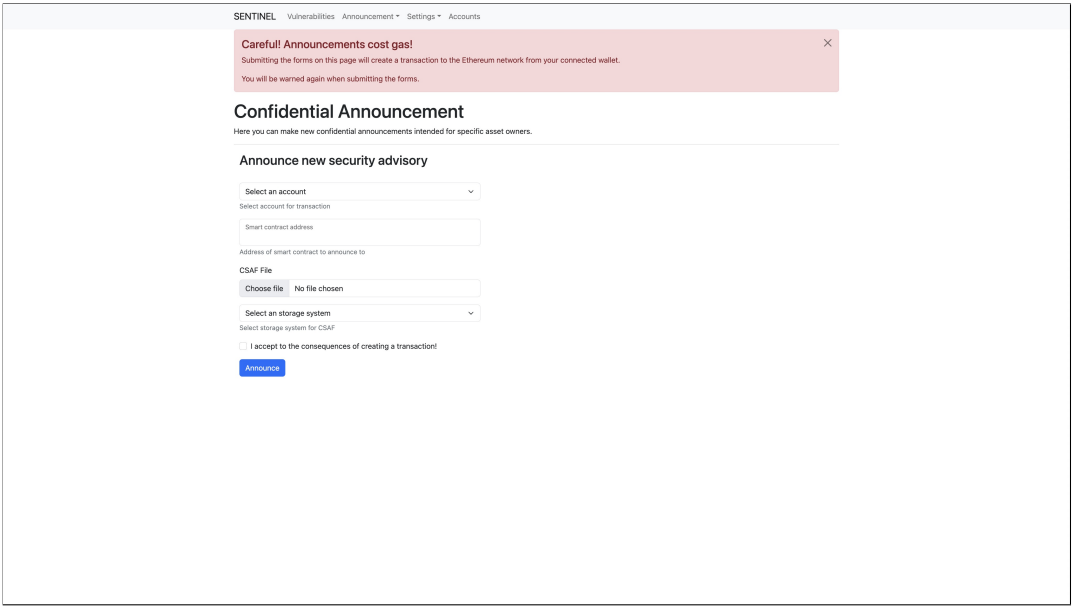 SENTINEL Vulnerabilities Announcement Settings Accounts
Careful! Announcements cost gas!
Submitting the forms on this page will create a transaction to the Ethereum network from your connected wallet.
You will be warned again when submitting the forms.
Confidential Announcement
Here you can make new confidential announcements intended for specific asset owners.
Announce new security advisory
Select an account
Select account for transaction
Smart contract address
Address of smart contract to announce to
CSAF File
Choose file No file chosen
Select an storage system
Select storage system for CSAF
I accept to the consequences of creating a transaction!
Announce